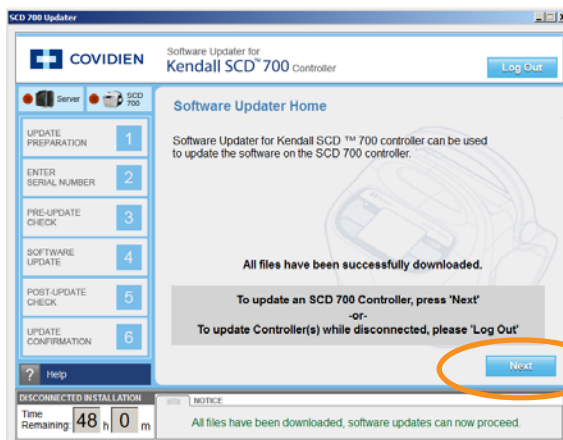 SCD 700 Updater
COVIDIEN
Software Updater for
Kendall SCD™ 700 Controller
Log Out
Server
SCD
700
Software Updater Home
UPDATE
PREPARATION
1
Software Updater for Kendall SCD ™ 700 controller can be used
to update the software on the SCD 700 controller.
ENTER
SERIAL NUMBER
2
PRE-UPDATE
CHECK
3
SOFTWARE
UPDATE
4
All files have been successfully downloaded.
POST-UPDATE
CHECK
5
To update an SCD 700 Controller, press 'Next'
-or-
To update Controller(s) while disconnected, please 'Log Out'
UPDATE
CONFIRMATION
6
Next
? Help
DISCONNECTED INSTALLATION
Time
Remaining: 48 h 0 m
NOTICE
All files have been downloaded, software updates can now proceed.